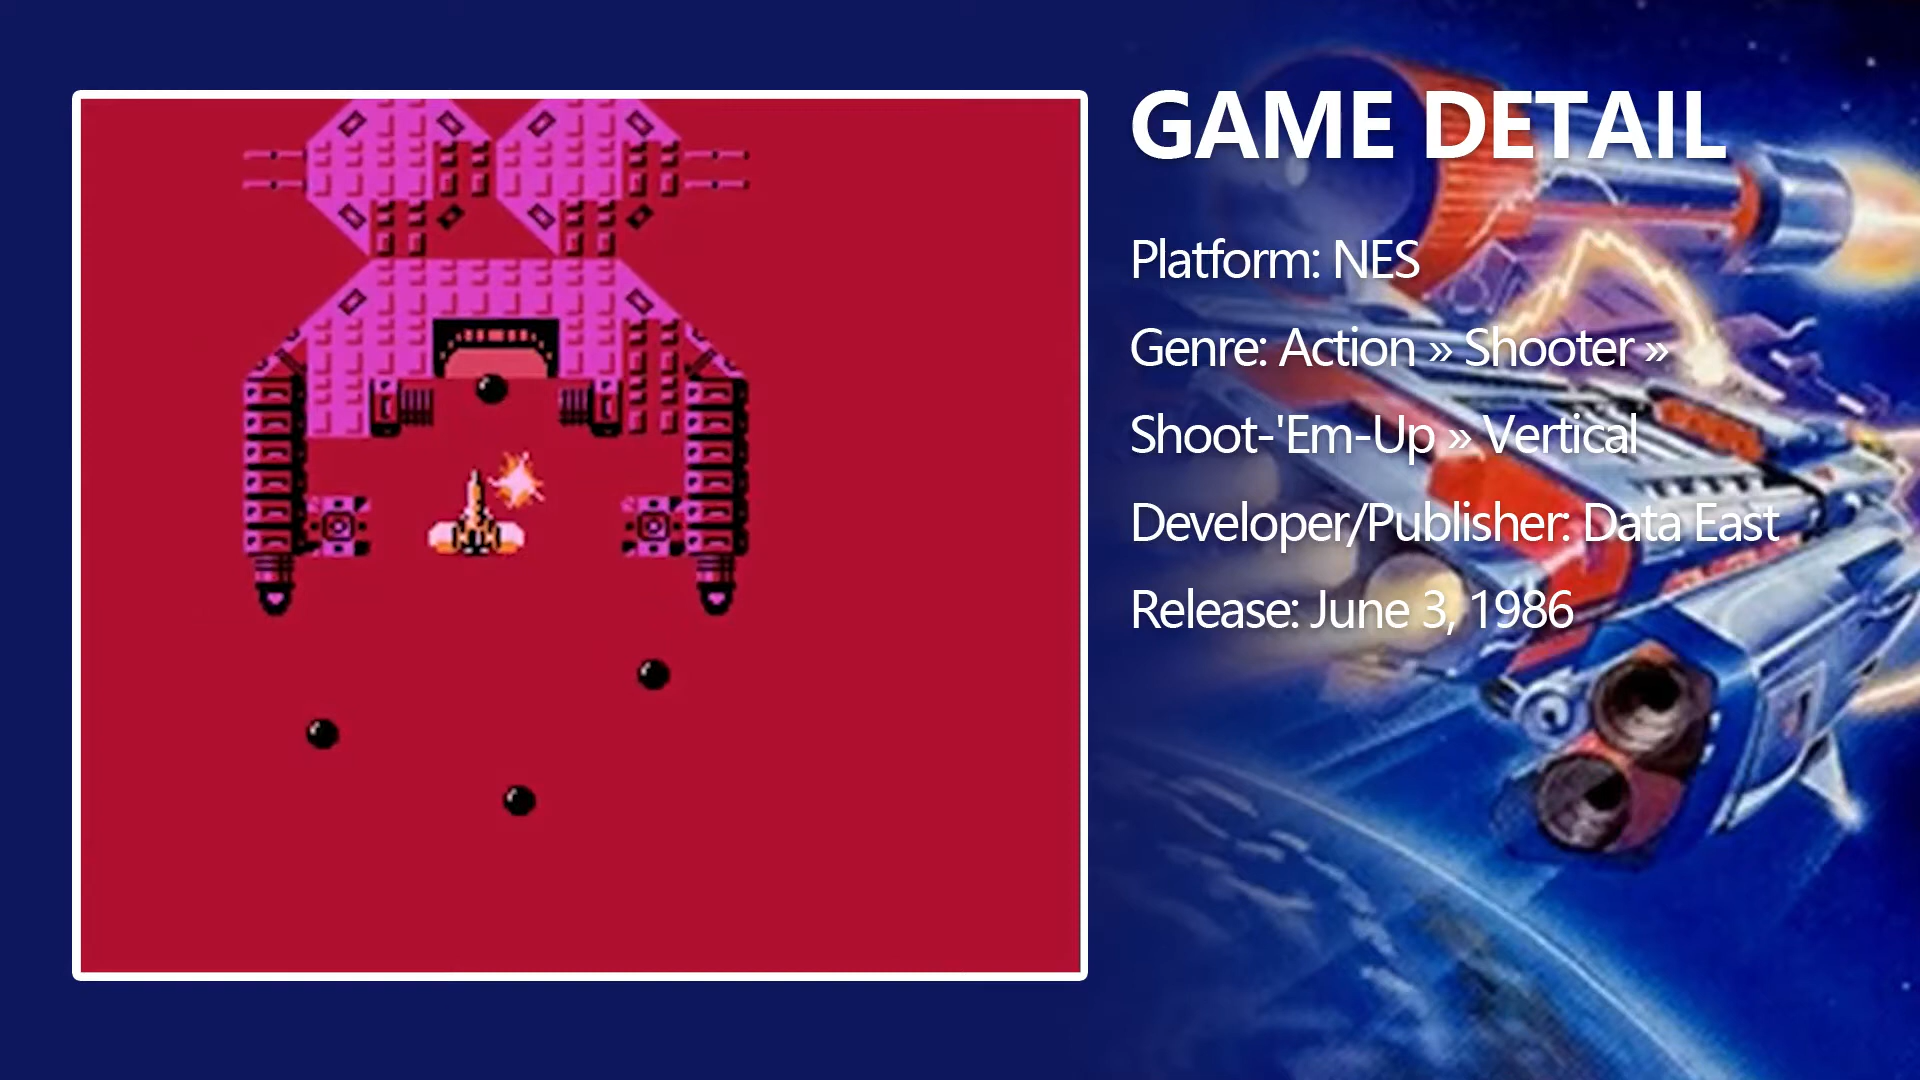 GAME DETAIL
Platform: NES
Genre: Action » Shooter »
Shoot-'Em-Up » Vertical
Developer/Publisher: Data East
Release: June 3, 1986